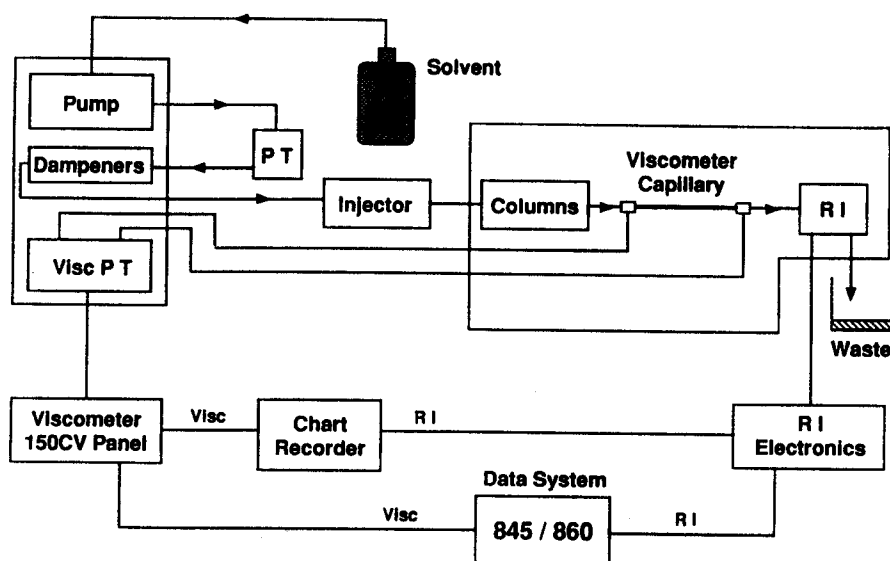 Solvent
Pump
P T
Dampeners
Viscometer
Capillary
Injector
Columns
R I
Visc P T
Waste
Viscometer
150CV Panel
Visc
Chart
Recorder
R I
R I
Electronics
Data System
Visc
845 / 860
R I